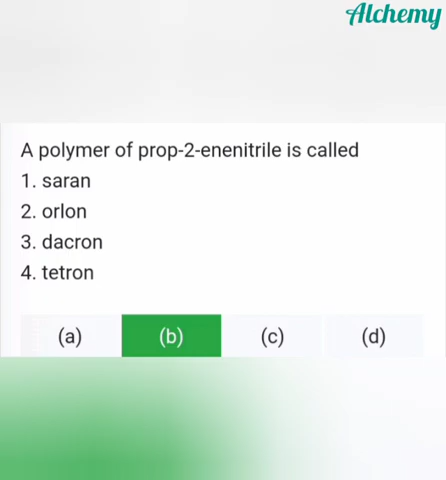 Alchemy
A polymer of prop-2-enenitrile is called
1. saran
2. orlon
3. dacron
4. tetron
(a) (b) (c) (d)